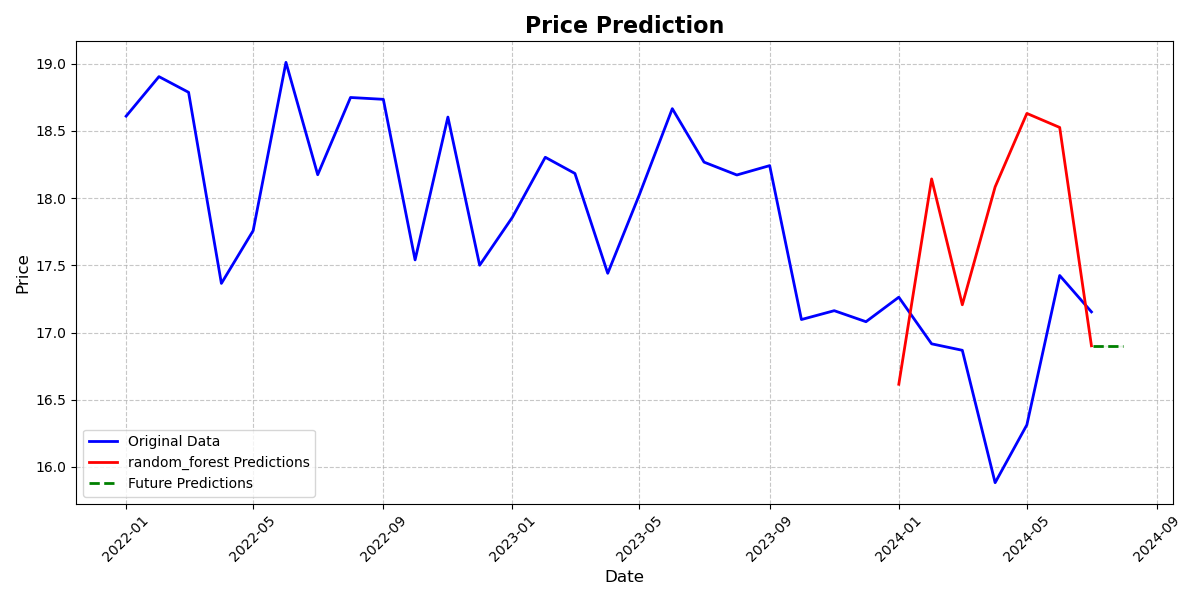 Price Prediction
Price
19.0
18.5
18.0
17.5
17.0
16.5
16.0
Original Data
random_forest Predictions
Future Predictions
2022-01
2022-05
2022-09
2023-01
2023-05
2023-09
2024-01
2024-05
2024-09
Date